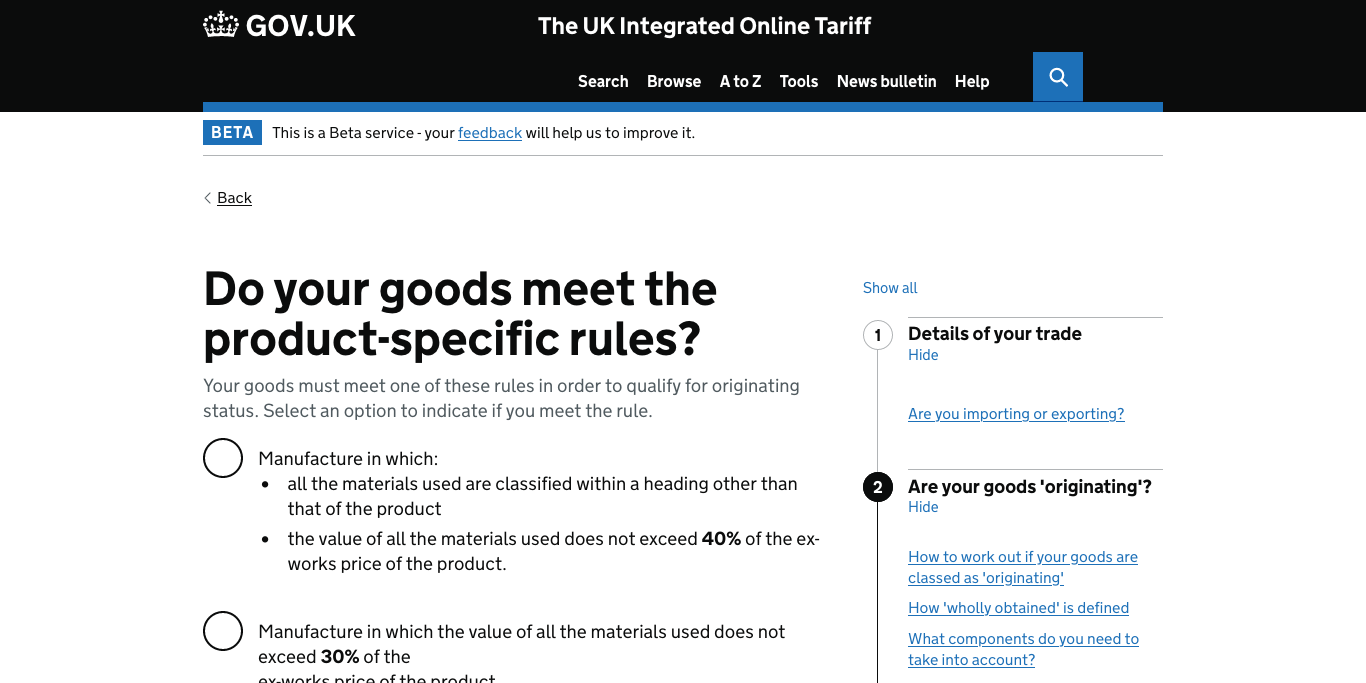 GOV.UK
The UK Integrated Online Tariff
Search Browse A to Z Tools News bulletin Help
BETA This is a Beta service - your feedback will help us to improve it.
Back
Do your goods meet the
product-specific rules?
Your goods must meet one of these rules in order to qualify for originating
status. Select an option to indicate if you meet the rule.
Manufacture in which:
• all the materials used are classified within a heading other than
that of the product
• the value of all the materials used does not exceed 40% of the ex-
works price of the product.
Manufacture in which the value of all the materials used does not
exceed 30% of the
ex-works price of the product
Show all
1 Details of your trade
Hide
Are you importing or exporting?
2 Are your goods 'originating'?
Hide
How to work out if your goods are
classed as 'originating'
How 'wholly obtained' is defined
What components do you need to
take into account?